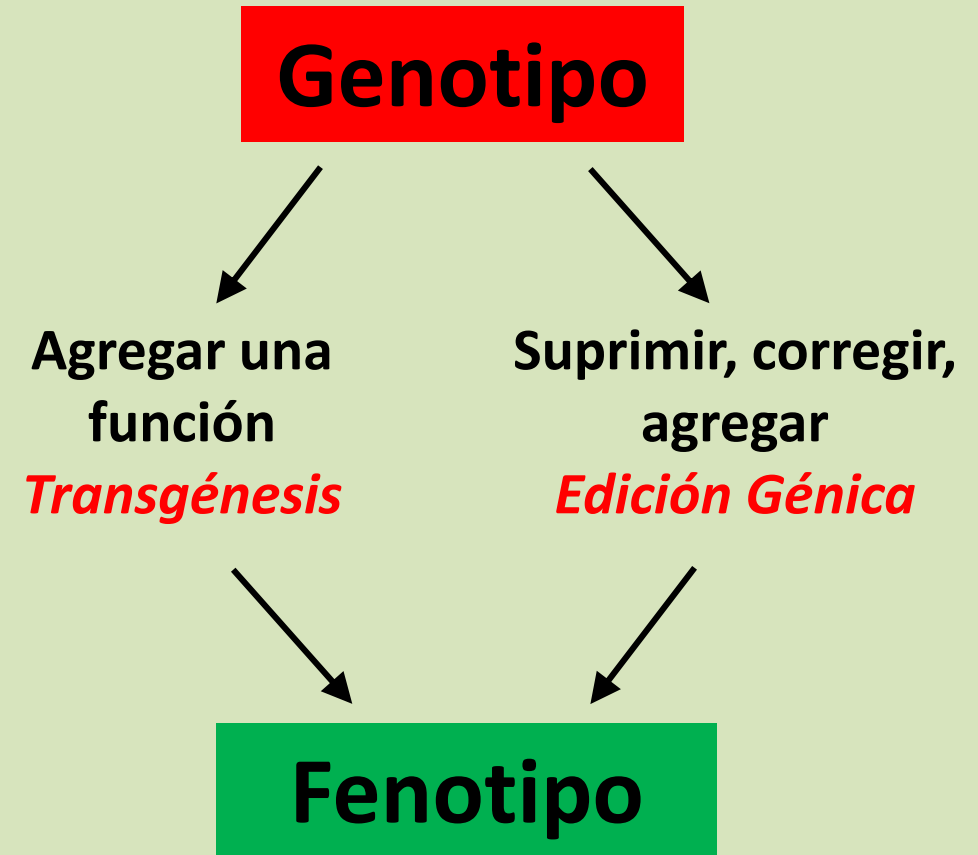 Genotipo
Agregar una
función
Transgénesis
Suprimir, corregir,
agregar
Edición Génica
Fenotipo